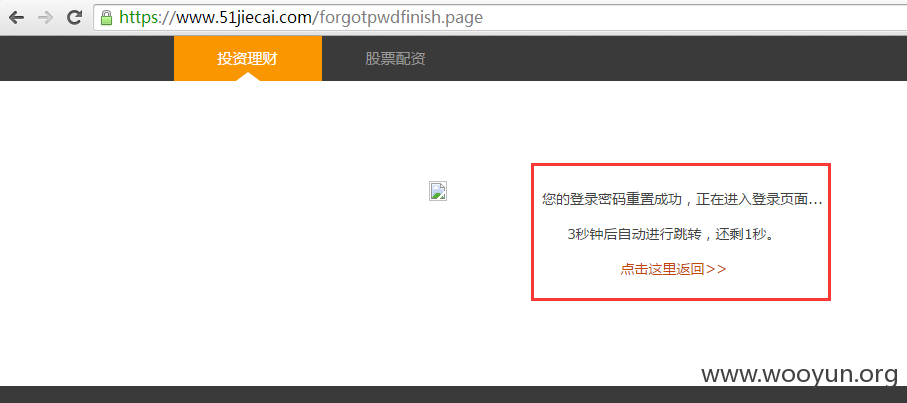 https://www.51jiecai.com/forgotpwdfinish.page
投资理财 股票配资
您的登录密码重置成功，正在进入登录页面...
3秒钟后自动进行跳转，还剩1秒。
点击这里返回>>
www.wooyun.org